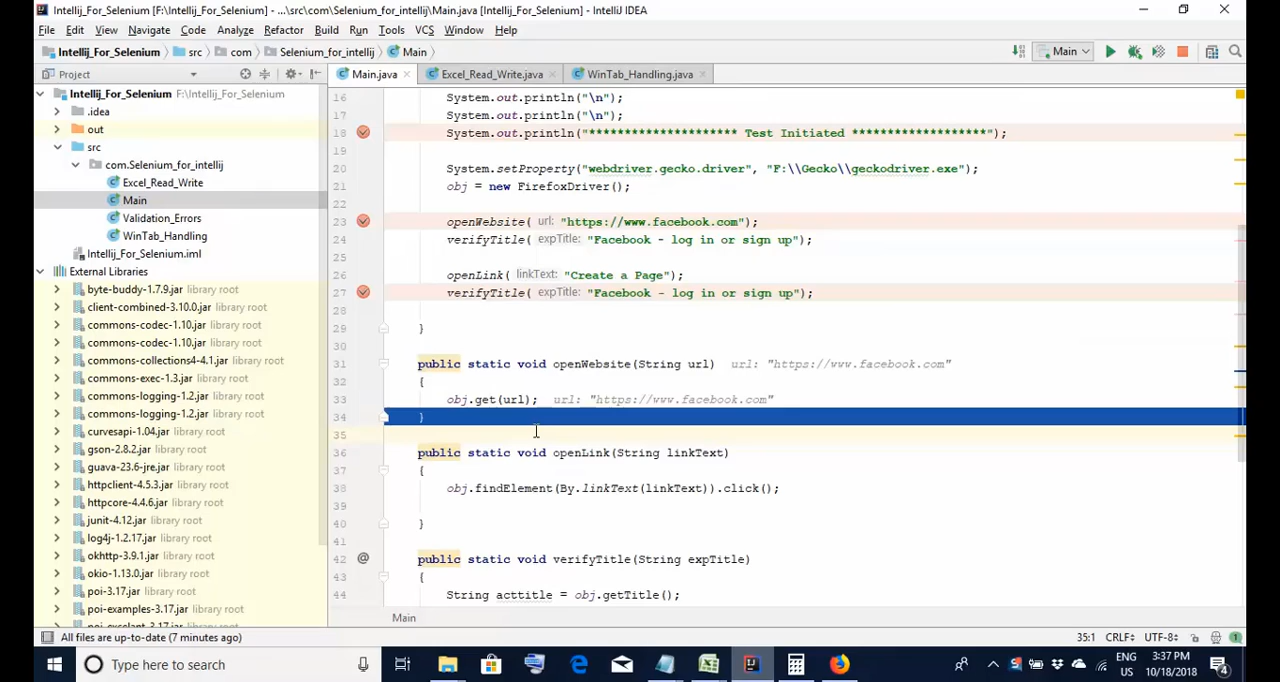 Intellij_For_Selenium [F:\Intellij_For_Selenium] - ...\src\com\Selenium_for_intellij\Main.java [Intellij_For_Selenium] - IntelliJ IDEA
File Edit View Navigate Code Analyze Refactor Build Run Tools VCS Window Help
Intellij_For_Selenium src com Selenium_for_intellij Main Main
Project Main.java Excel_Read_Write.java WinTab_Handling.java
Intellij_For_Selenium F:\Intellij_For_Selenium
.idea
out
src
com.Selenium_for_intellij
Excel_Read_Write
Main
Validation_Errors
WinTab_Handling
Intellij_For_Selenium.iml
External Libraries
byte-buddy-1.7.9.jar library root
client-combined-3.10.0.jar library root
commons-codec-1.10.jar library root
commons-codec-1.10.jar library root
commons-collections4-4.1.jar library root
commons-exec-1.3.jar library root
commons-logging-1.2.jar library root
commons-logging-1.2.jar library root
curvesapi-1.04.jar library root
gson-2.8.2.jar library root
guava-23.6-jre.jar library root
httpclient-4.5.3.jar library root
httpcore-4.4.6.jar library root
junit-4.12.jar library root
log4j-1.2.17.jar library root
okhttp-3.9.1.jar library root
okio-1.13.0.jar library root
poi-3.17.jar library root
poi-examples-3.17.jar library root
poi-excelant-3.17.jar library root
16 System.out.println("\n");
17 System.out.println("\n");
18 System.out.println("********************* Test Initiated *******************");
19
20 System.setProperty("webdriver.gecko.driver", "F:\\Gecko\\geckodriver.exe");
21 obj = new FirefoxDriver();
22
23 openWebsite( url: "https://www.facebook.com");
24 verifyTitle( expTitle: "Facebook - log in or sign up");
25
26 openLink( linkText: "Create a Page");
27 verifyTitle( expTitle: "Facebook - log in or sign up");
28
29 }
30
31 public static void openWebsite(String url) url: "https://www.facebook.com"
32 {
33 obj.get(url); url: "https://www.facebook.com"
34 }
35
36 public static void openLink(String linkText)
37 {
38 obj.findElement(By.linkText(linkText)).click();
39
40 }
41
42 @ public static void verifyTitle(String expTitle)
43 {
44 String acttitle = obj.getTitle();
Main
All files are up-to-date (7 minutes ago) 35:1 CRLF UTF-8 1
Type here to search ENG US 3:37 PM 10/18/2018 4